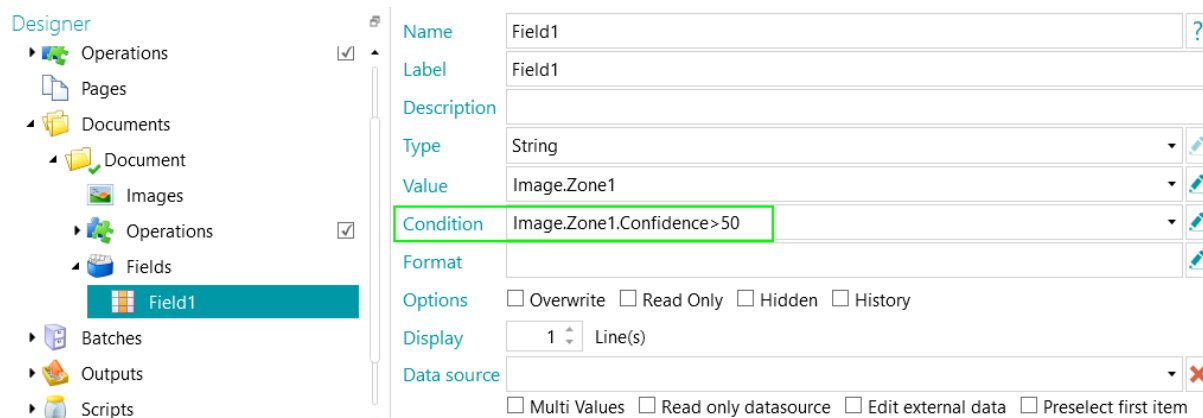 Designer
Operations
Pages
Documents
Document
Images
Operations
Fields
Field1
Batches
Outputs
Scripts
Name Field1 ?
Label Field1
Description
Type String
Value Image.Zone1
Condition Image.Zone1.Confidence>50
Format
Options Overwrite Read Only Hidden History
Display 1 Line(s)
Data source
Multi Values Read only datasource Edit external data Preselect first item